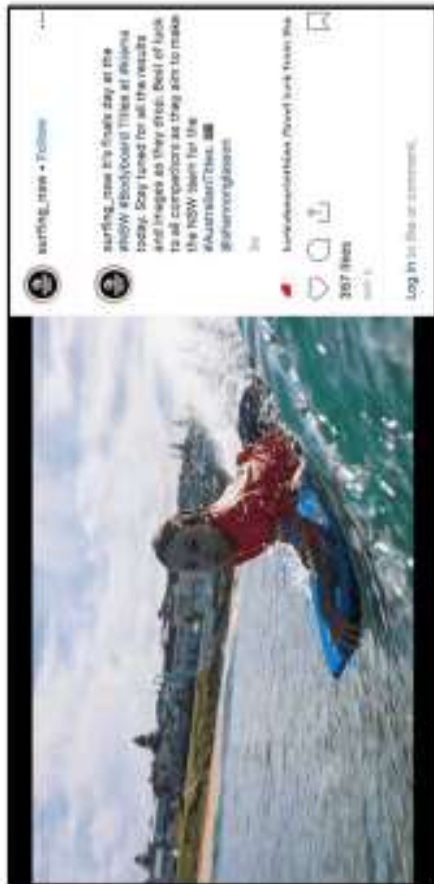 surfing_nsw • Follow
surfing_nsw It's finals day at the
#NSW #Bodyboard Titles at #kiama
today. Stay tuned for all the results
and images as they drop. Best of luck
to all competitors as they aim to make
the NSW team for the
#AustralianTitles.
367 likes
Log in to like or comment.